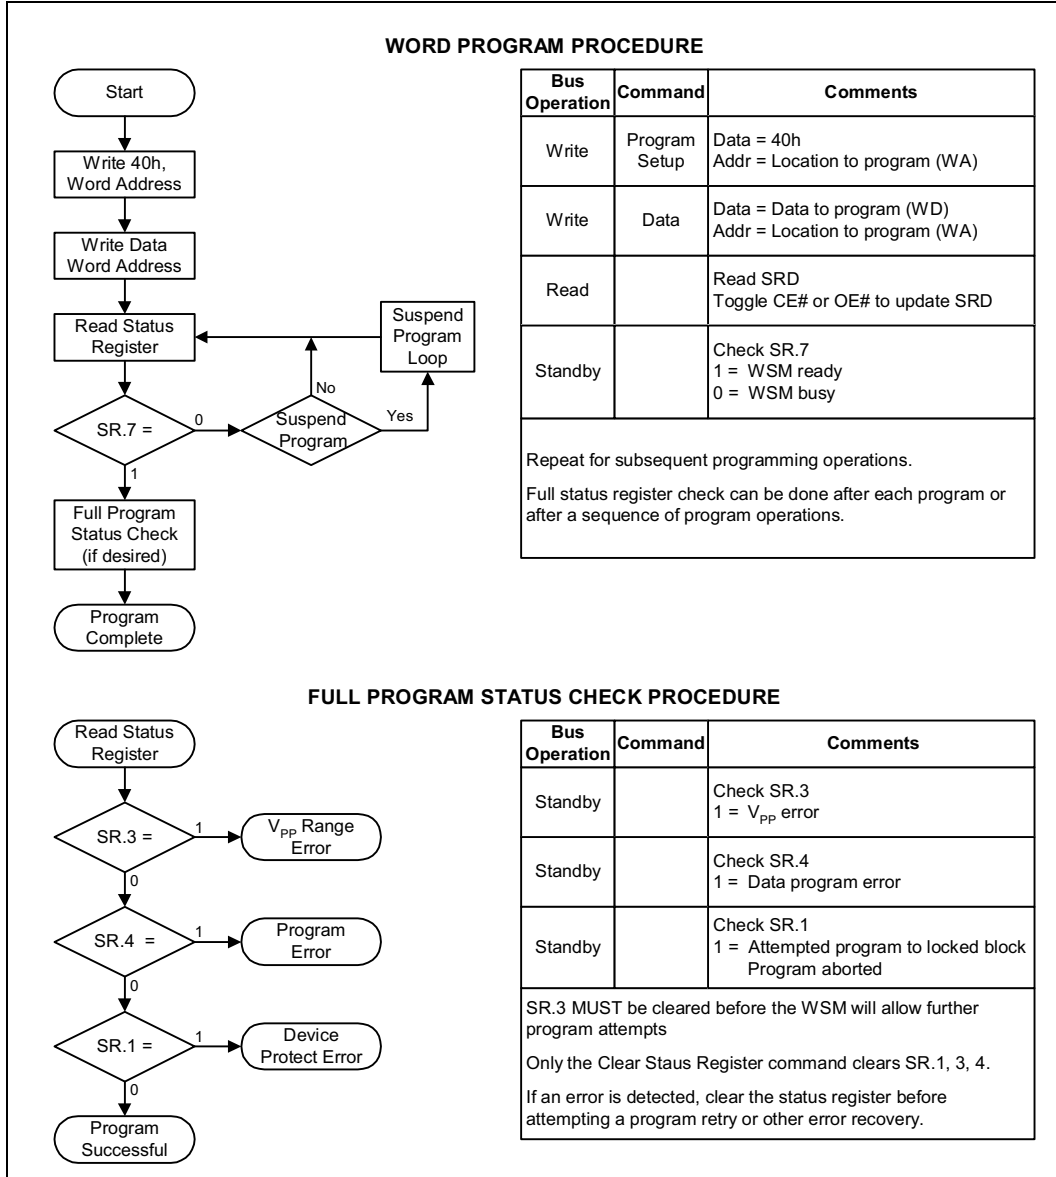 WORD PROGRAM PROCEDURE
Start
Write 40h,
Word Address
Write Data
Word Address
Read Status
Register
Suspend
Program
Loop
No
SR.7 =
0
Suspend
Program
Yes
1
Full Program
Status Check
(if desired)
Program
Complete
Bus
Operation
Command
Comments
Write
Program
Setup
Data = 40h
Addr = Location to program (WA)
Write
Data
Data = Data to program (WD)
Addr = Location to program (WA)
Read
Read SRD
Toggle CE# or OE# to update SRD
Standby
Check SR.7
1 = WSM ready
0 = WSM busy
Repeat for subsequent programming operations.
Full status register check can be done after each program or
after a sequence of program operations.
FULL PROGRAM STATUS CHECK PROCEDURE
Read Status
Register
SR.3 =
1
VPP Range
Error
0
SR.4 =
1
Program
Error
0
SR.1 =
1
Device
Protect Error
0
Program
Successful
Bus
Operation
Command
Comments
Standby
Check SR.3
1 = VPP error
Standby
Check SR.4
1 = Data program error
Standby
Check SR.1
1 = Attempted program to locked block
Program aborted
SR.3 MUST be cleared before the WSM will allow further
program attempts
Only the Clear Staus Register command clears SR.1, 3, 4.
If an error is detected, clear the status register before
attempting a program retry or other error recovery.